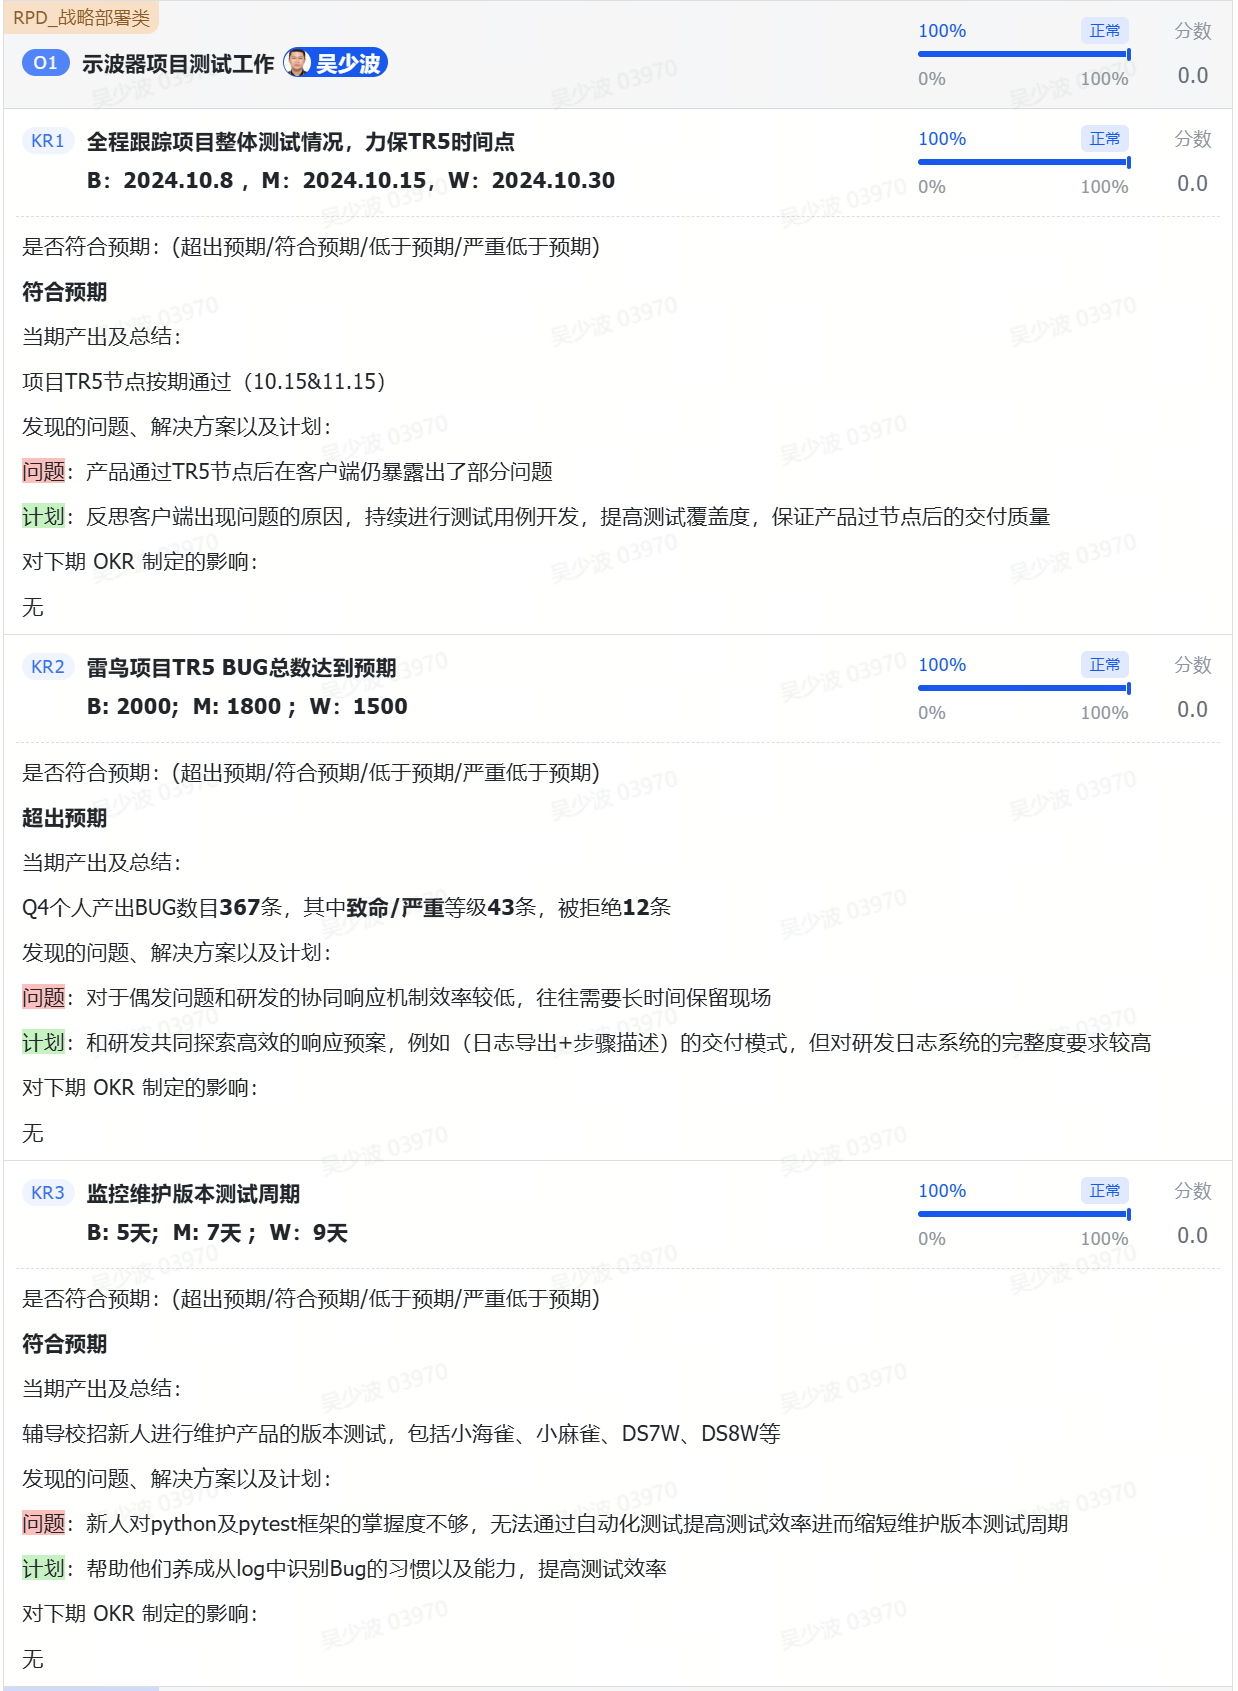 RPD_战略部署类
O1 示波器项目测试工作 吴少波
100% 正常 分数
0% 100% 0.0
KR1 全程跟踪项目整体测试情况，力保TR5时间点
B：2024.10.8 ，M：2024.10.15，W：2024.10.30
100% 正常 分数
0% 100% 0.0
是否符合预期：(超出预期/符合预期/低于预期/严重低于预期)
符合预期
当期产出及总结：
项目TR5节点按期通过（10.15&11.15）
发现的问题、解决方案以及计划：
问题：产品通过TR5节点后在客户端仍暴露出了部分问题
计划：反思客户端出现问题的原因，持续进行测试用例开发，提高测试覆盖度，保证产品过节点后的交付质量
对下期 OKR 制定的影响：
无
KR2 雷鸟项目TR5 BUG总数达到预期
B: 2000；M: 1800 ；W：1500
100% 正常 分数
0% 100% 0.0
是否符合预期：(超出预期/符合预期/低于预期/严重低于预期)
超出预期
当期产出及总结：
Q4个人产出BUG数目367条，其中致命/严重等级43条，被拒绝12条
发现的问题、解决方案以及计划：
问题：对于偶发问题和研发的协同响应机制效率较低，往往需要长时间保留现场
计划：和研发共同探索高效的响应预案，例如（日志导出+步骤描述）的交付模式，但对研发日志系统的完整度要求较高
对下期 OKR 制定的影响：
无
KR3 监控维护版本测试周期
B: 5天；M: 7天 ；W：9天
100% 正常 分数
0% 100% 0.0
是否符合预期：(超出预期/符合预期/低于预期/严重低于预期)
符合预期
当期产出及总结：
辅导校招新人进行维护产品的版本测试，包括小海雀、小麻雀、DS7W、DS8W等
发现的问题、解决方案以及计划：
问题：新人对python及pytest框架的掌握度不够，无法通过自动化测试提高测试效率进而缩短维护版本测试周期
计划：帮助他们养成从log中识别Bug的习惯以及能力，提高测试效率
对下期 OKR 制定的影响：
无
吴少波 03970